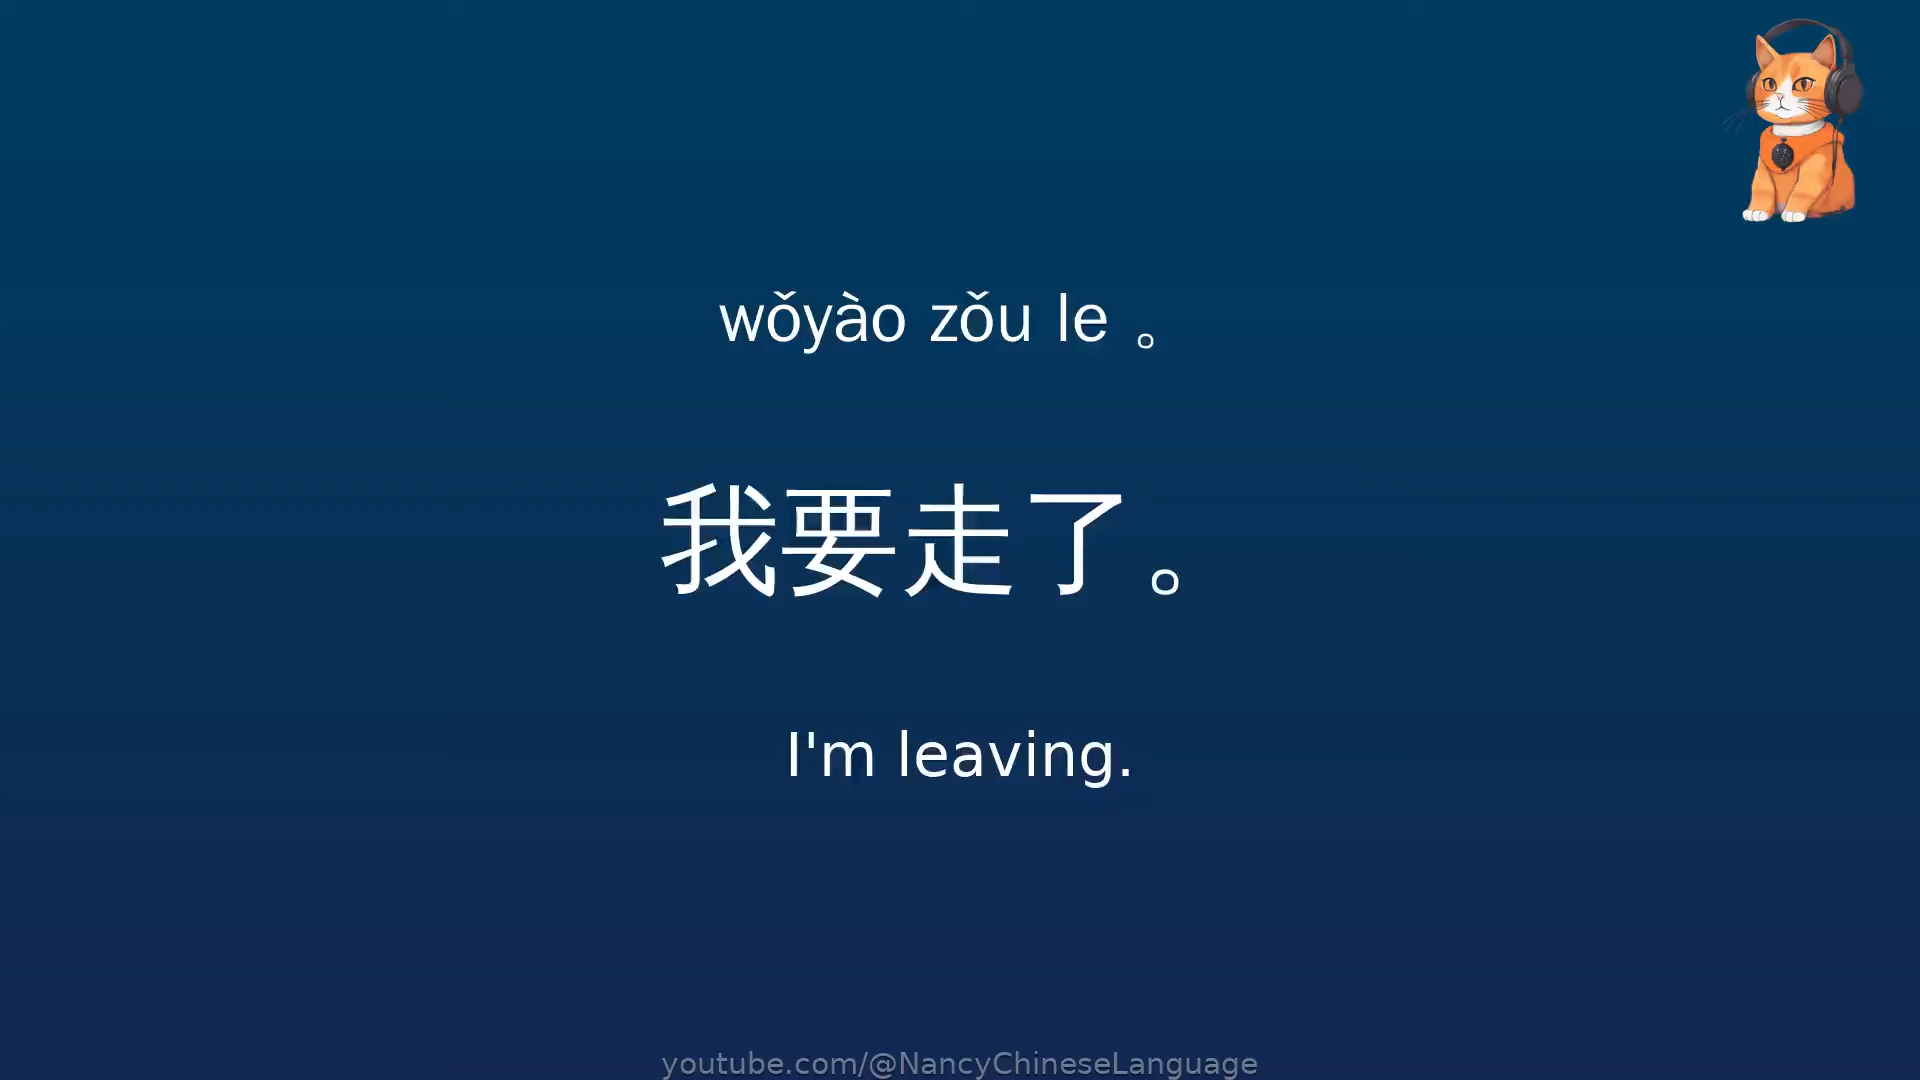 wǒyào zǒu le 。
我要走了。
I'm leaving.
youtube.com/@NancyChineseLanguage